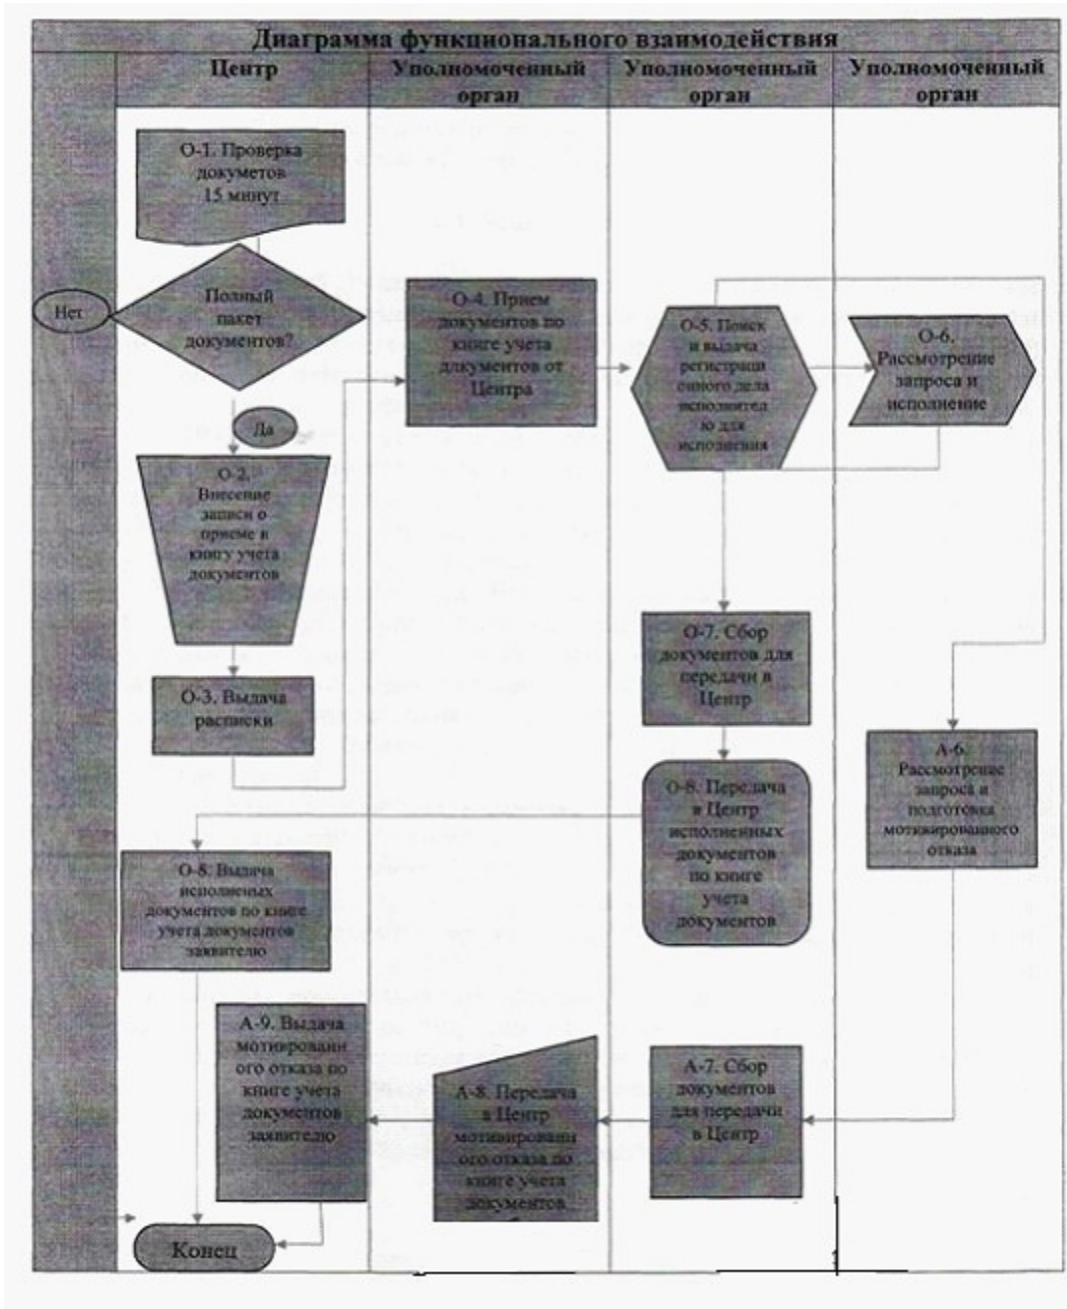 Диаграмма функционального взаимодействия
Центр
Уполномоченный
орган
Уполномоченный
орган
Уполномоченный
орган
О-1. Проверка
докуметов
15 минут
Полный
пакет
документов?
Нет
Да
О-2.
Внесение
записи о
приеме в
книгу учета
документов
О-3. Выдача
расписки
О-4. Прием
документов по
книге учета
документов от
Центра
О-5. Поиск
и выдача
регистраци
онного дела
исполнител
ю для
исполнения
О-6.
Рассмотрение
запроса и
исполнение
О-7. Сбор
документов для
передачи в
Центр
О-8. Передача
в Центр
исполненных
документов
по книге
учета
документов
А-6.
Рассмотрение
запроса и
подготовка
мотивированного
отказа
О-8. Выдача
исполненых
документов по книге
учета документов
заявителю
А-9. Выдача
мотивированн
ого отказа по
книге учета
документов
заявителю
А-8. Передача
в Центр
мотивированн
ого отказа по
книге учета
документов
А-7. Сбор
документов
для передачи
в Центр
Конец